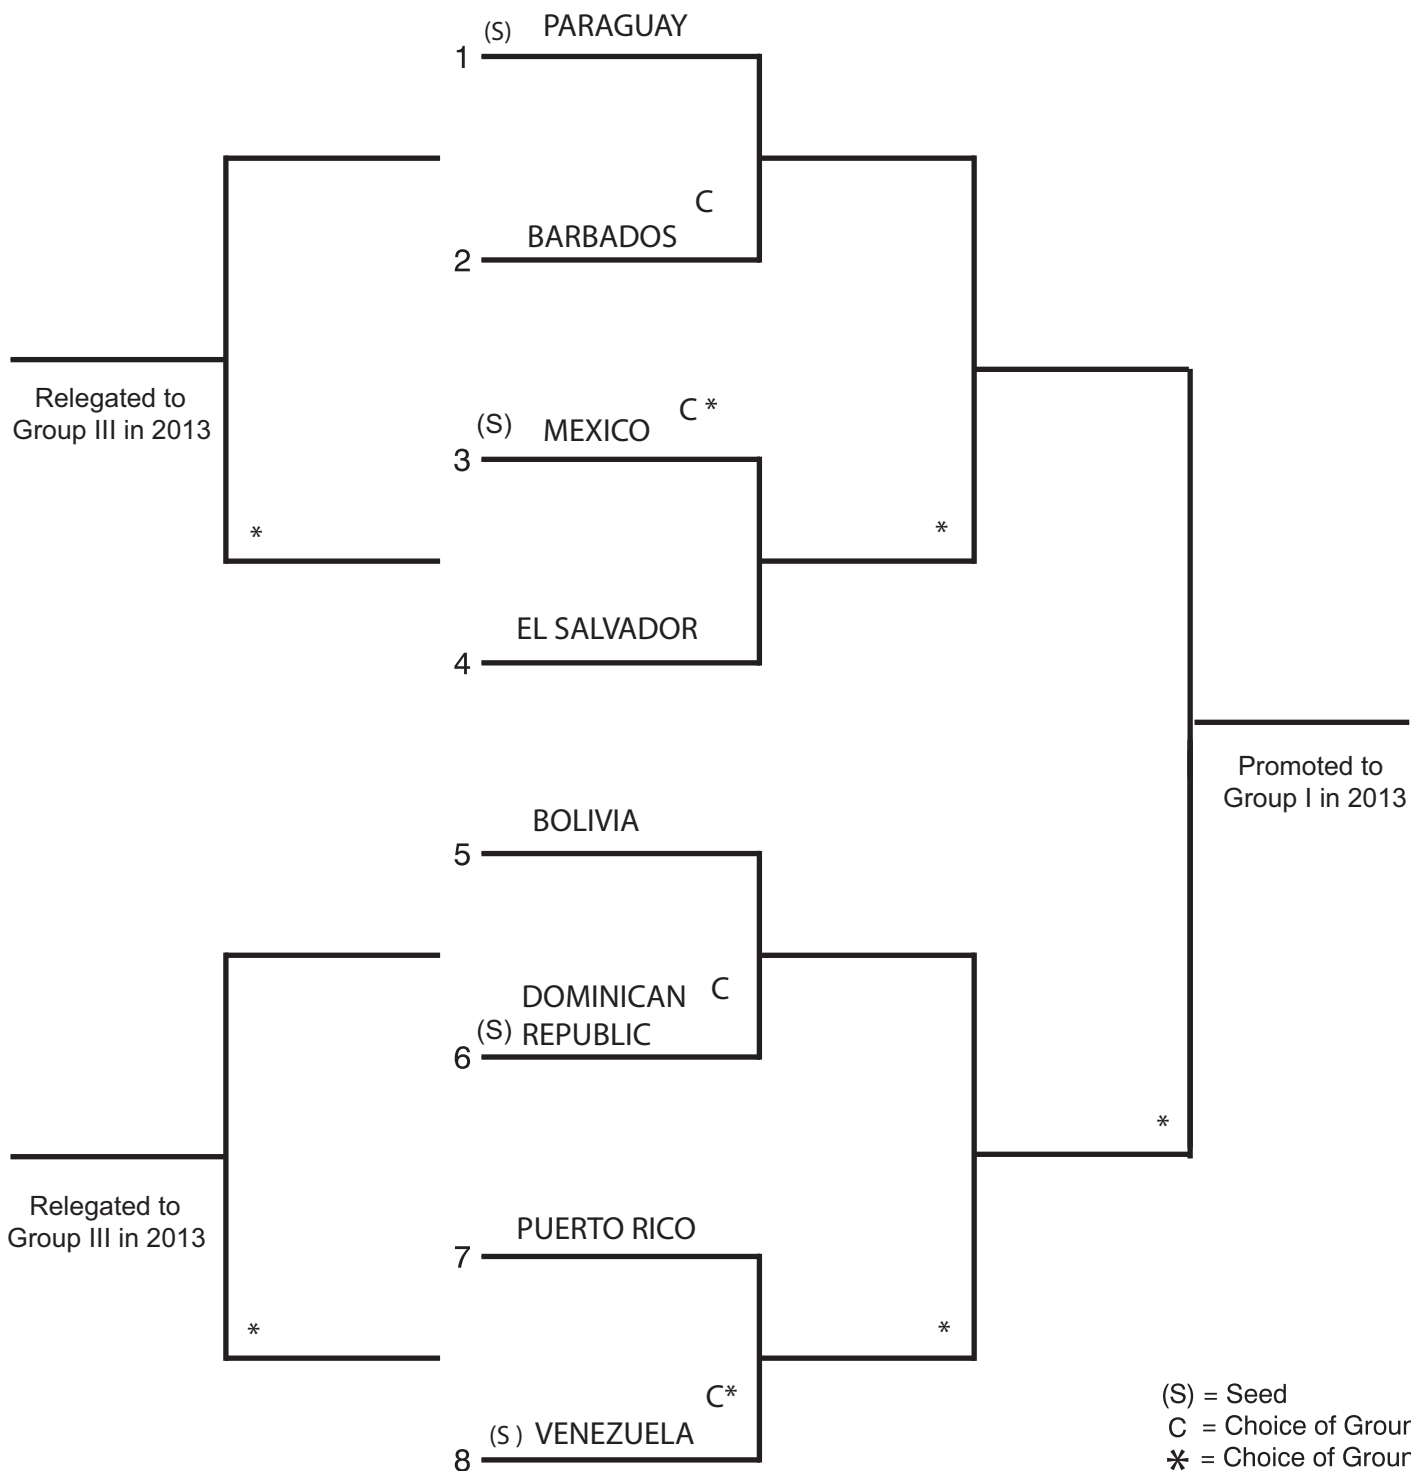 (S) PARAGUAY
1
C
BARBADOS
2
Relegated to
Group III in 2013
C *
(S) MEXICO
3
*
*
EL SALVADOR
4
Promoted to
Group I in 2013
BOLIVIA
5
C
DOMINICAN
(S) REPUBLIC
6
*
Relegated to
Group III in 2013
PUERTO RICO
7
*
*
C*
(S ) VENEZUELA
8
(S) = Seed
C = Choice of
* = Choice of